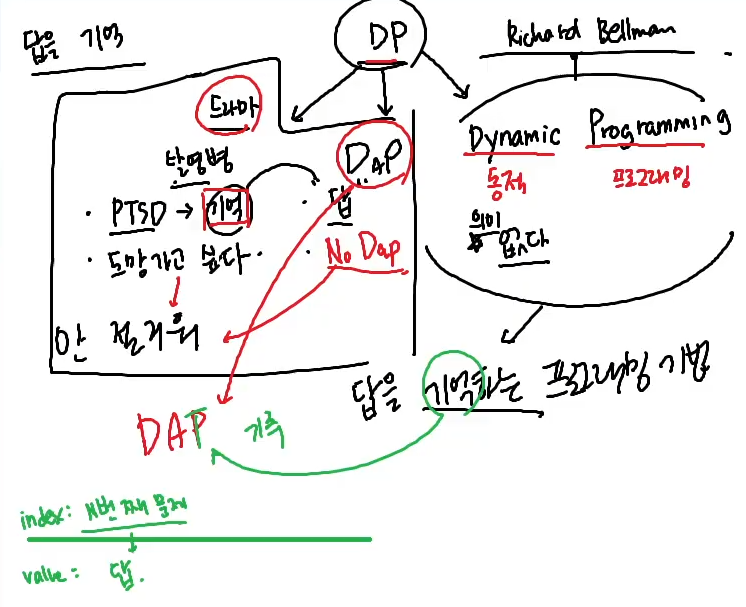 답을 기억
DP
Richard Bellman
드라마
탈영병
DAP
Dynamic Programming
동적 프로그래밍
· PTSD → 기억
· 답
의미
없다
· 도망가고 싶다.
· No Dap
안 즐거워
답을 기억하는 프로그래밍 기법
DAP
기츅
index: N번째 문제
value: 답.